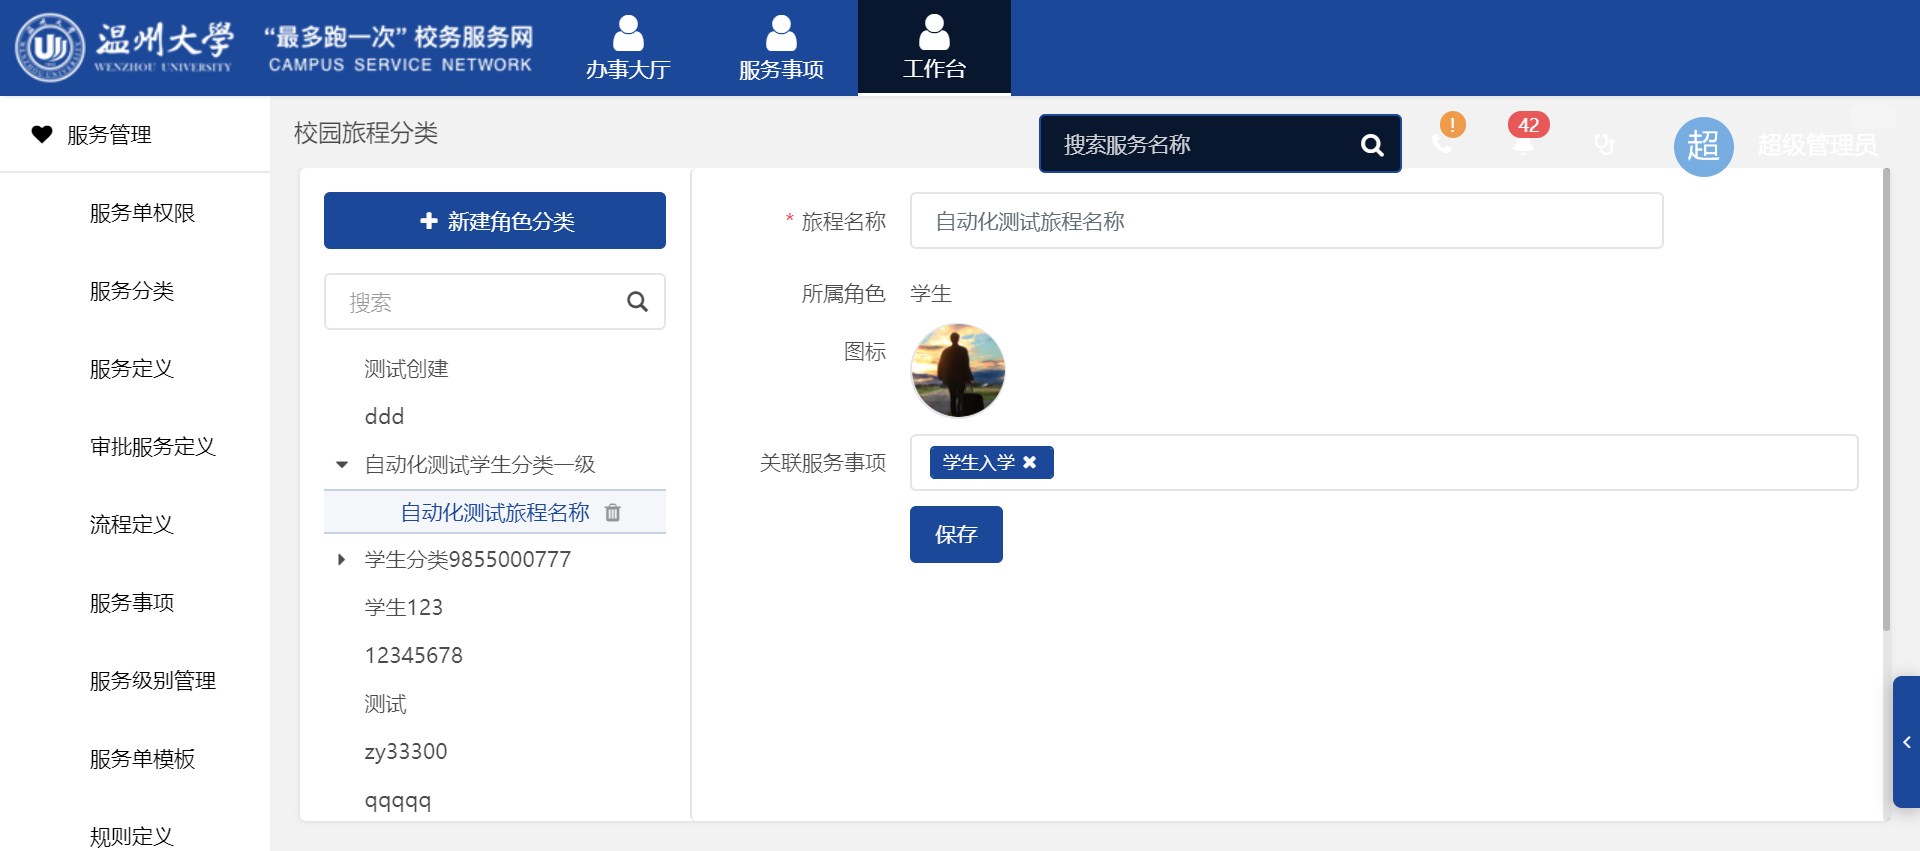 温州大学
WENZHOU UNIVERSITY
“最多跑一次” 校务服务网
CAMPUS SERVICE NETWORK
办事大厅
服务事项
工作台
服务管理
校园旅程分类
搜索服务名称
!
42
超
超级管理员
服务单权限
服务分类
服务定义
审批服务定义
流程定义
服务事项
服务级别管理
服务单模板
规则定义
新建角色分类
搜索
测试创建
ddd
自动化测试学生分类一级
自动化测试旅程名称
学生分类9855000777
学生123
12345678
测试
zy33300
qqqqq
* 旅程名称
自动化测试旅程名称
所属角色 学生
图标
关联服务事项
学生入学
保存